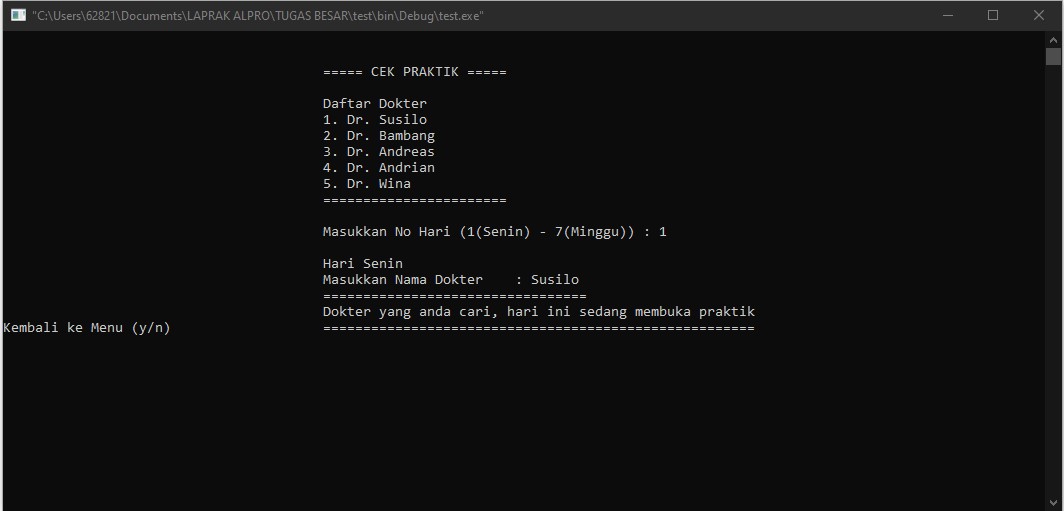 "C:\Users\62821\Documents\LAPRAK ALPRO\TUGAS BESAR\test\bin\Debug\test.exe"
===== CEK PRAKTIK =====
Daftar Dokter
1. Dr. Susilo
2. Dr. Bambang
3. Dr. Andreas
4. Dr. Andrian
5. Dr. Wina
=======================
Masukkan No Hari (1(Senin) - 7(Minggu)) : 1
Hari Senin
Masukkan Nama Dokter    : Susilo
=================================
Dokter yang anda cari, hari ini sedang membuka praktik
Kembali ke Menu (y/n)                   ======================================================